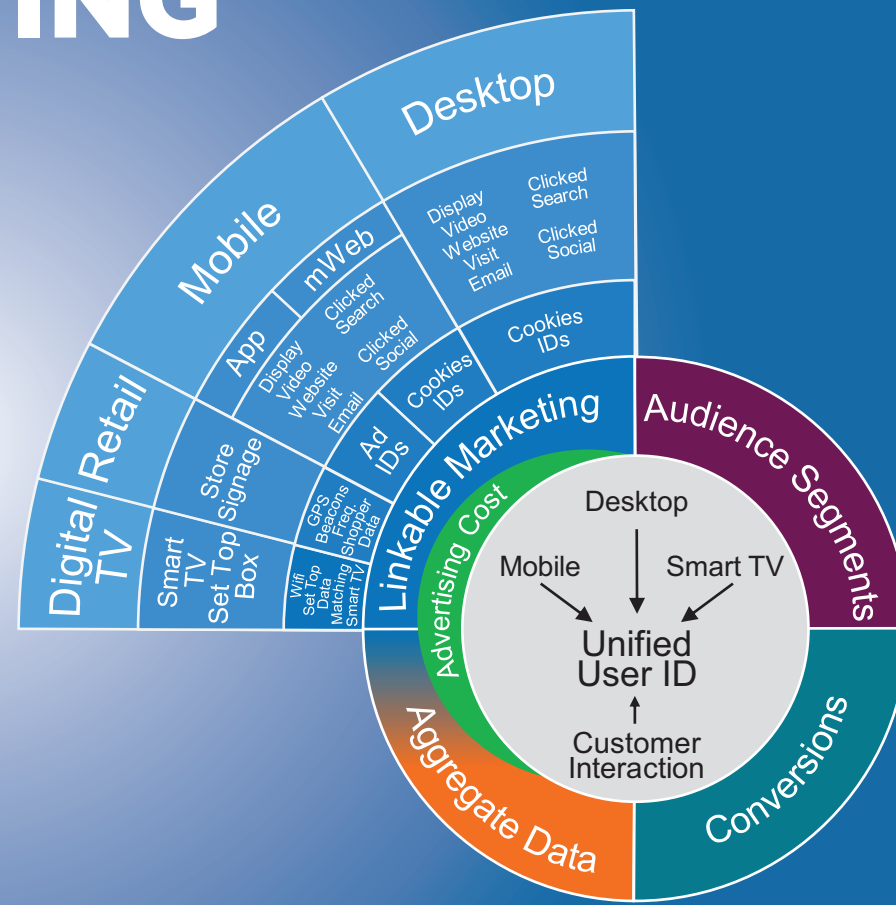 ING
Desktop
Display
Video
Website
Visit
Email
Clicked
Search
Clicked
Social
Cookies
IDs
Mobile
App
mWeb
Display
Video
Website
Visit
Email
Clicked
Search
Clicked
Social
Ad
IDs
Cookies
IDs
Retail
Store
Signage
GPS
Beacons
Freq.
Shopper
Data
Digital
TV
Smart
TV
Set Top
Box
Wifi
Set Top
Data
Matching
Smart TV
Linkable Marketing
Audience Segments
Advertising Cost
Desktop
Mobile
Smart TV
Unified
User ID
Customer
Interaction
Aggregate Data
Conversions